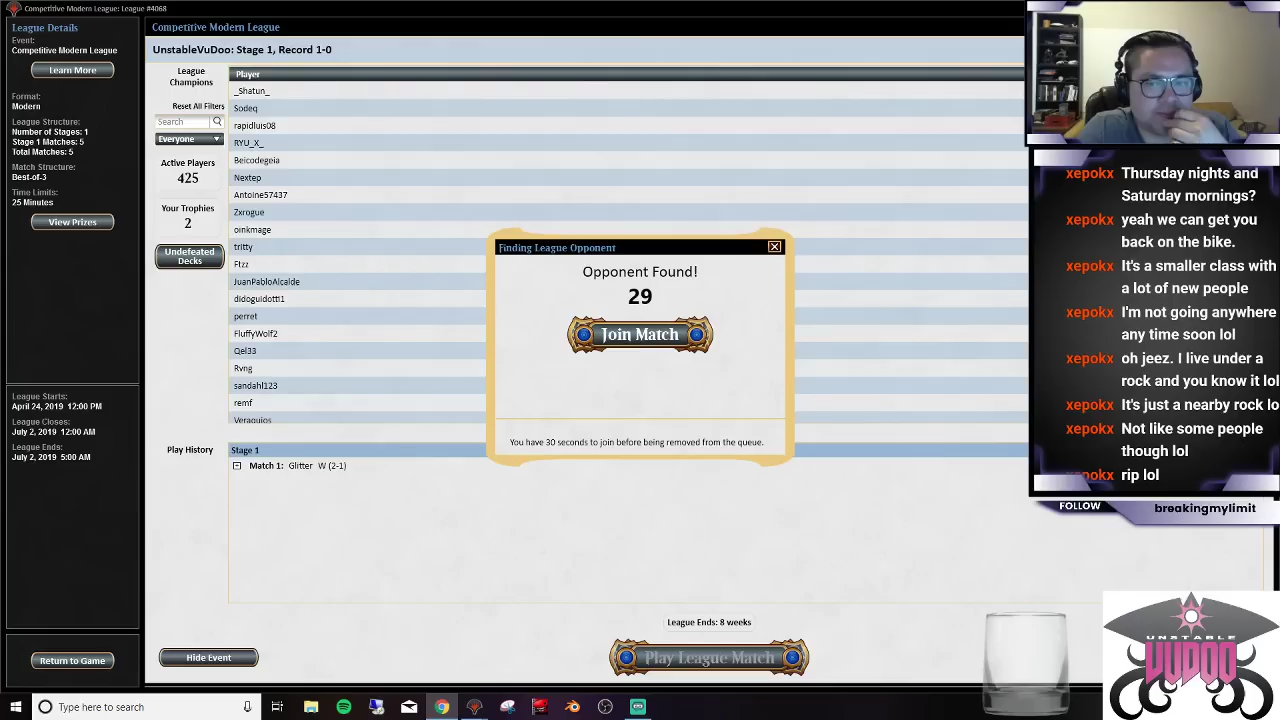 Competitive Modern League: League #4068
League Details
Event:
Competitive Modern League
Learn More
Format:
Modern
League Structure:
Number of Stages: 1
Stage 1 Matches: 5
Total Matches: 5
Match Structure:
Best-of-3
Time Limits:
25 Minutes
View Prizes
League Starts:
April 24, 2019 12:00 PM
League Closes:
July 2, 2019 12:00 AM
League Ends:
July 2, 2019 5:00 AM
Return to Game
Competitive Modern League
UnstableVuDoo: Stage 1, Record 1-0
League
Champions
Reset All Filters
Search
Everyone
Active Players
425
Your Trophies
2
Undefeated
Decks
Player
_Shatun_
Sodeq
rapidluis08
RYU_X_
Beicodegeia
Nextep
Antoine57437
Zxrogue
oinkmage
tritty
Ftzz
JuanPabloAlcalde
didoguidotti1
perret
FluffyWolf2
Qel33
Rvng
sandahl123
remf
Veraquios
Play History
Stage 1
Match 1: Glitter W (2-1)
Finding League Opponent
Opponent Found!
29
Join Match
You have 30 seconds to join before being removed from the queue.
League Ends: 8 weeks
Hide Event
Play League Match
xepokx Thursday nights and
Saturday mornings?
xepokx yeah we can get you
back on the bike.
xepokx It's a smaller class with
a lot of new people
xepokx I'm not going anywhere
any time soon lol
xepokx oh jeez. I live under a
rock and you know it lol
xepokx It's just a nearby rock lo
xepokx Not like some people
though lol
xepokx rip lol
FOLLOW breakingmylimit
UNSTABLE
VUDOO
Type here to search